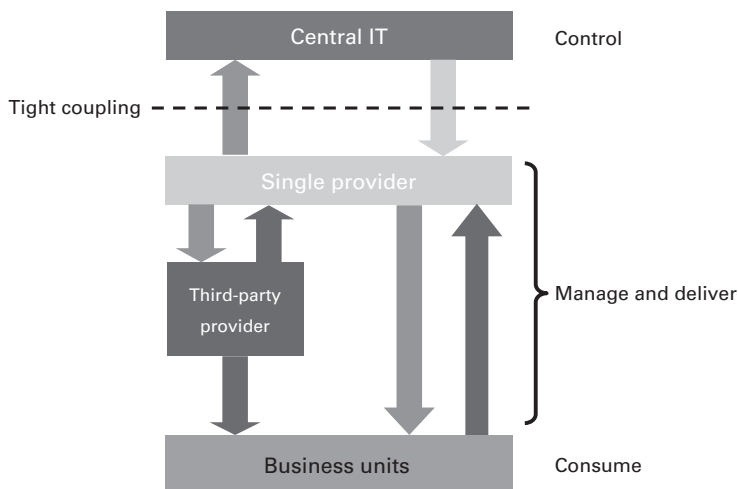 Central IT
Control
Tight coupling
Single provider
Third-party
provider
Manage and deliver
Business units
Consume